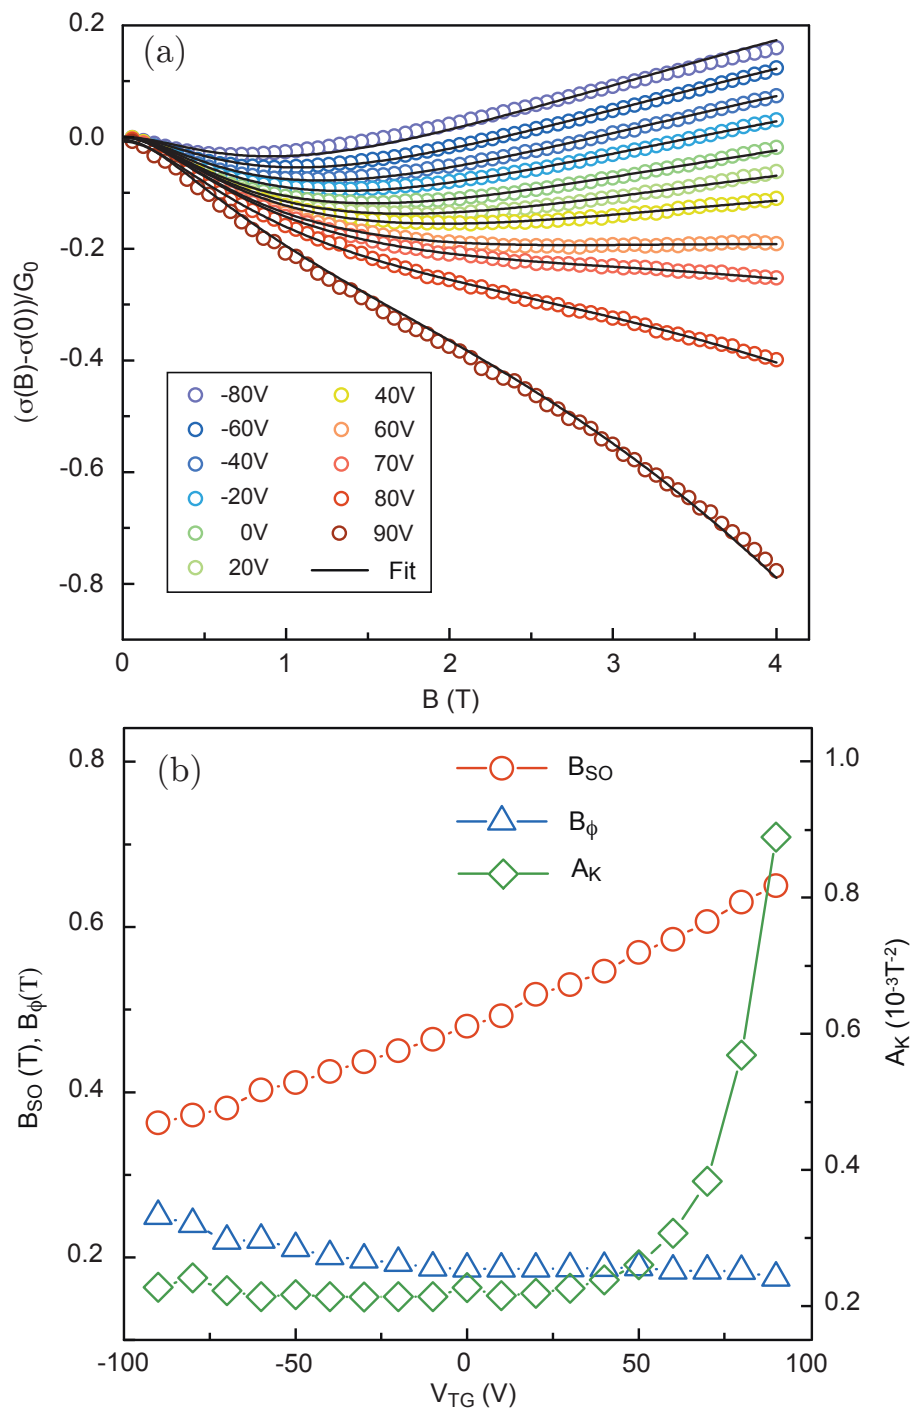 (a)
0.2
0.0
-0.2
-0.4
-0.6
-0.8
(σ(B)-σ(0))/G0
-80V
-60V
-40V
-20V
0V
20V
40V
60V
70V
80V
90V
Fit
0 1 2 3 4
B (T)
(b)
BSO
Bϕ
AK
0.8
0.6
0.4
0.2
BSO (T), Bϕ(T)
1.0
0.8
0.6
0.4
0.2
AK (10-3T-2)
-100 -50 0 50 100
VTG (V)